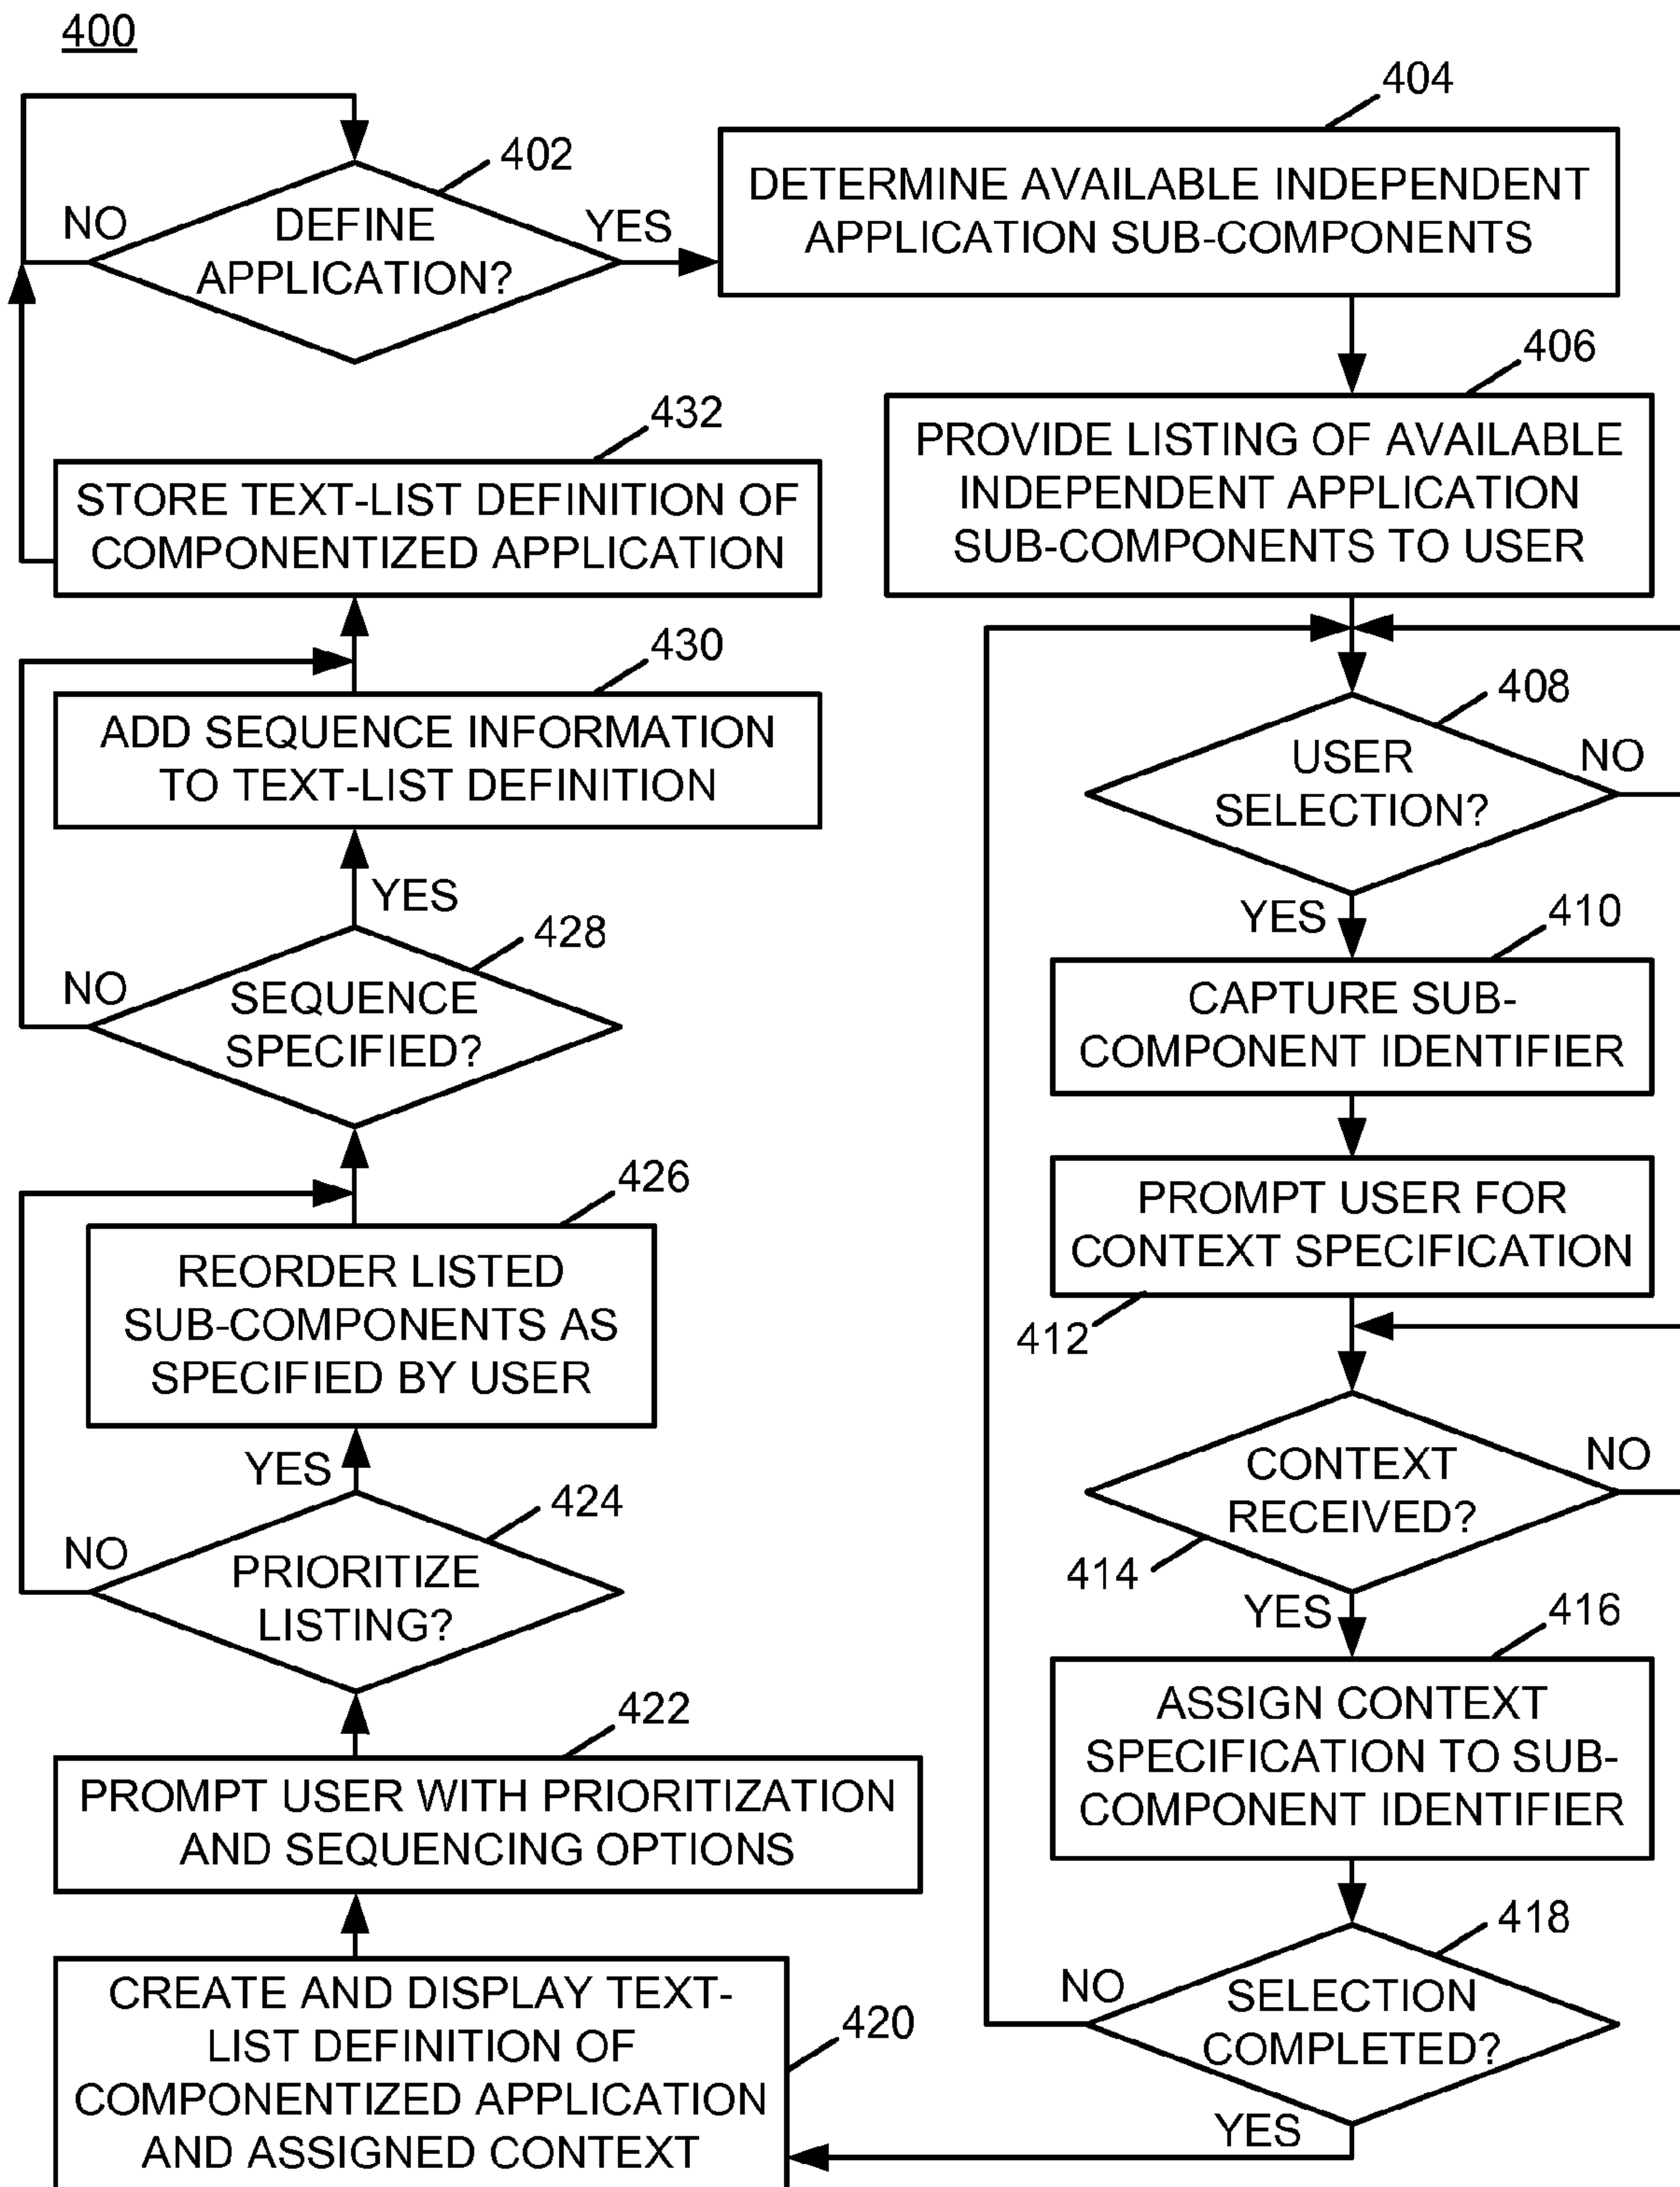 400
402
DEFINE
APPLICATION?
NO
YES
404
DETERMINE AVAILABLE INDEPENDENT
APPLICATION SUB-COMPONENTS
406
PROVIDE LISTING OF AVAILABLE
INDEPENDENT APPLICATION
SUB-COMPONENTS TO USER
408
USER
SELECTION?
NO
YES
410
CAPTURE SUB-
COMPONENT IDENTIFIER
PROMPT USER FOR
CONTEXT SPECIFICATION
412
CONTEXT
RECEIVED?
NO
414
YES
416
ASSIGN CONTEXT
SPECIFICATION TO SUB-
COMPONENT IDENTIFIER
418
SELECTION
COMPLETED?
NO
YES
420
CREATE AND DISPLAY TEXT-
LIST DEFINITION OF
COMPONENTIZED APPLICATION
AND ASSIGNED CONTEXT
422
PROMPT USER WITH PRIORITIZATION
AND SEQUENCING OPTIONS
424
PRIORITIZE
LISTING?
NO
YES
426
REORDER LISTED
SUB-COMPONENTS AS
SPECIFIED BY USER
428
SEQUENCE
SPECIFIED?
NO
YES
430
ADD SEQUENCE INFORMATION
TO TEXT-LIST DEFINITION
432
STORE TEXT-LIST DEFINITION OF
COMPONENTIZED APPLICATION